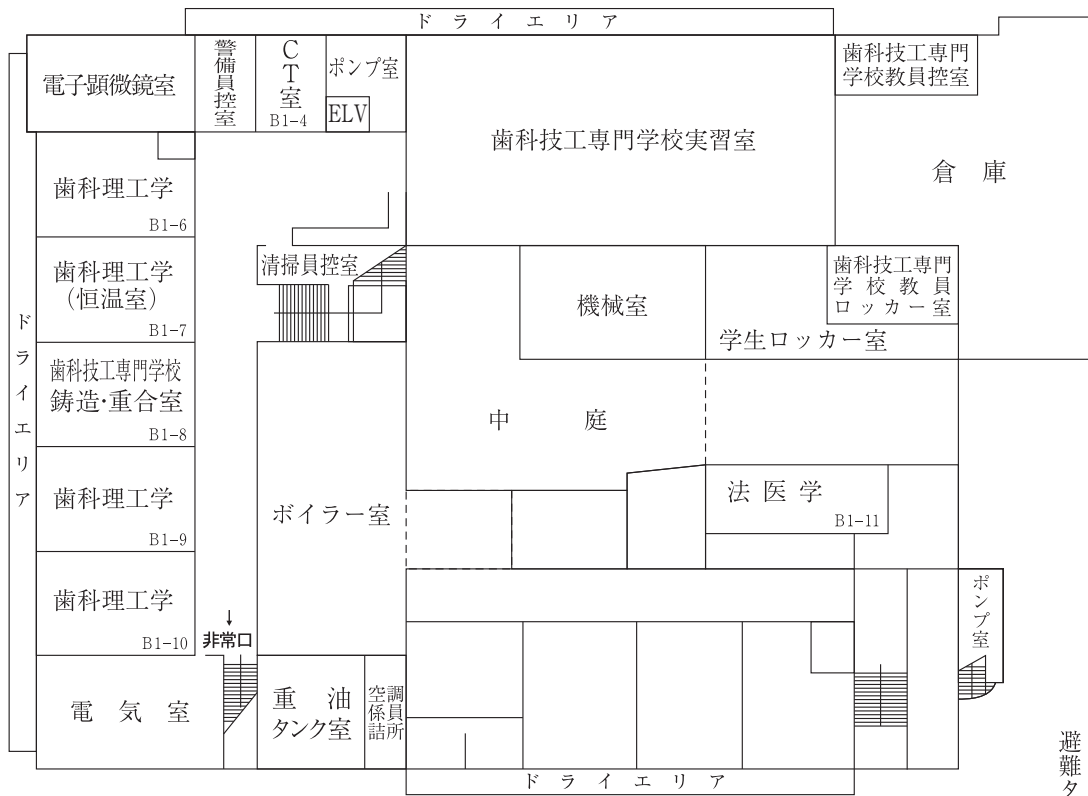 ドライエリア
電子顕微鏡室
警備員控室
CT室
B1-4
ポンプ室
ELV
歯科技工専門学校実習室
歯科技工専門
学校教員控室
倉庫
歯科理工学
B1-6
歯科理工学
（恒温室）
B1-7
清掃員控室
機械室
歯科技工専門
学校教員
ロッカー室
学生ロッカー室
ドライエリア
歯科技工専門学校
鋳造・重合室
B1-8
中庭
歯科理工学
B1-9
ボイラー室
法医学
B1-11
歯科理工学
B1-10
↓
非常口
ポンプ室
電気室
重油
タンク室
空調係員詰所
ドライエリア
避難タ